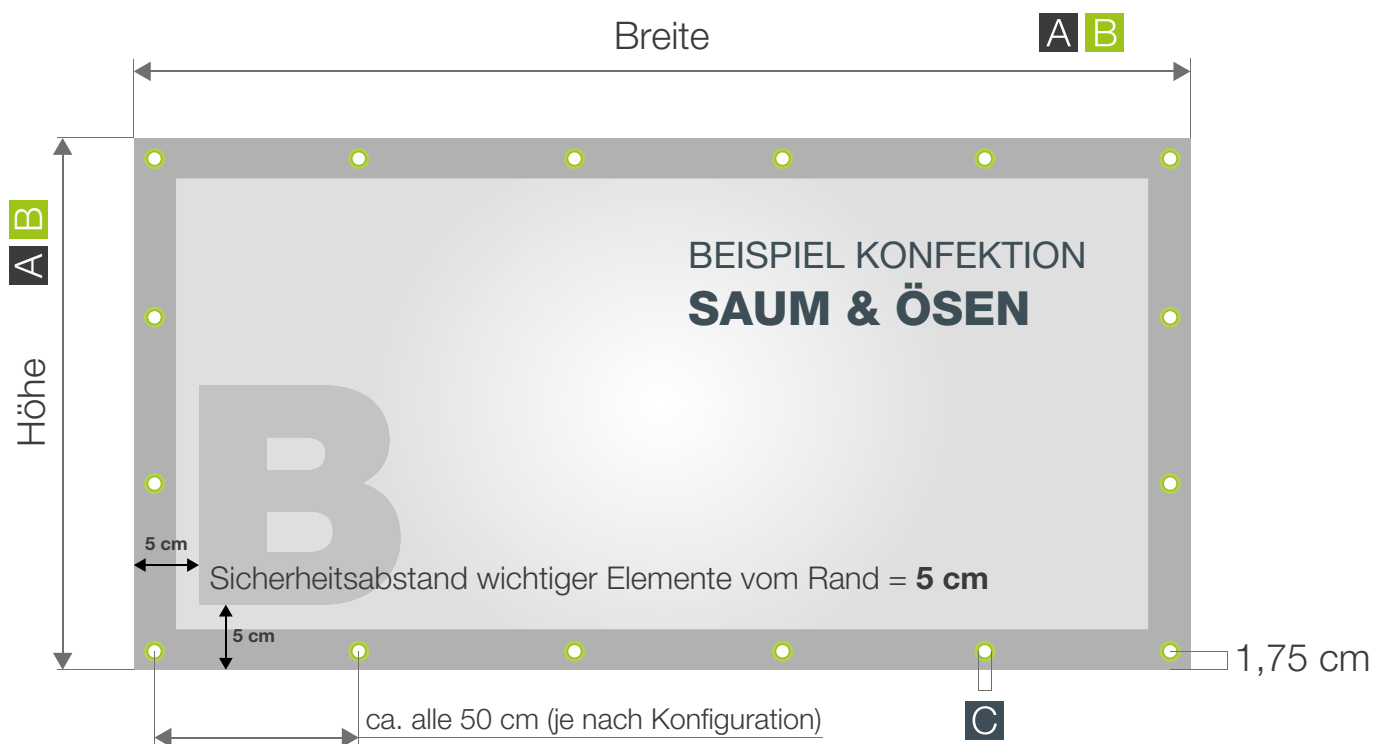 Breite
A B
A B
Höhe
BEISPIEL KONFEKTION
SAUM & ÖSEN
B
5 cm
Sicherheitsabstand wichtiger Elemente vom Rand = 5 cm
5 cm
1,75 cm
ca. alle 50 cm (je nach Konfiguration)
C